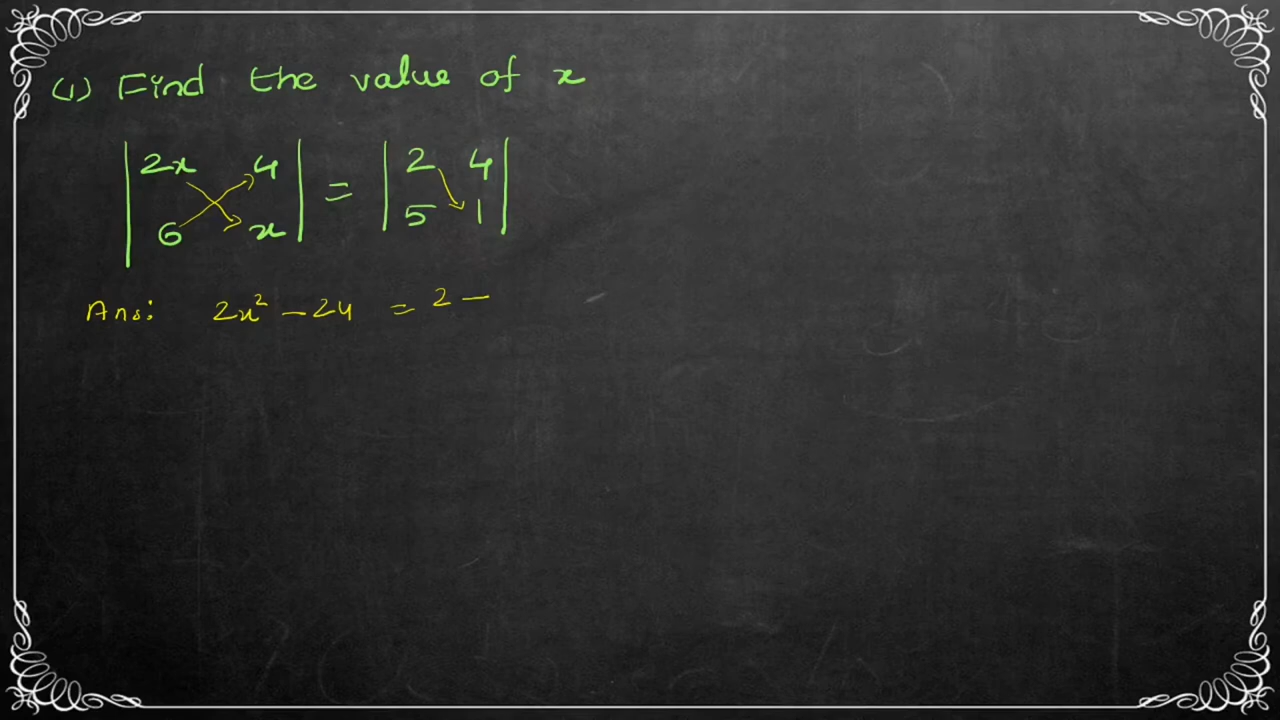 (1) Find the value of x
|2x 4| = |2 4|
|6 x| |5 1|
Ans: 2x² - 24 = 2 -